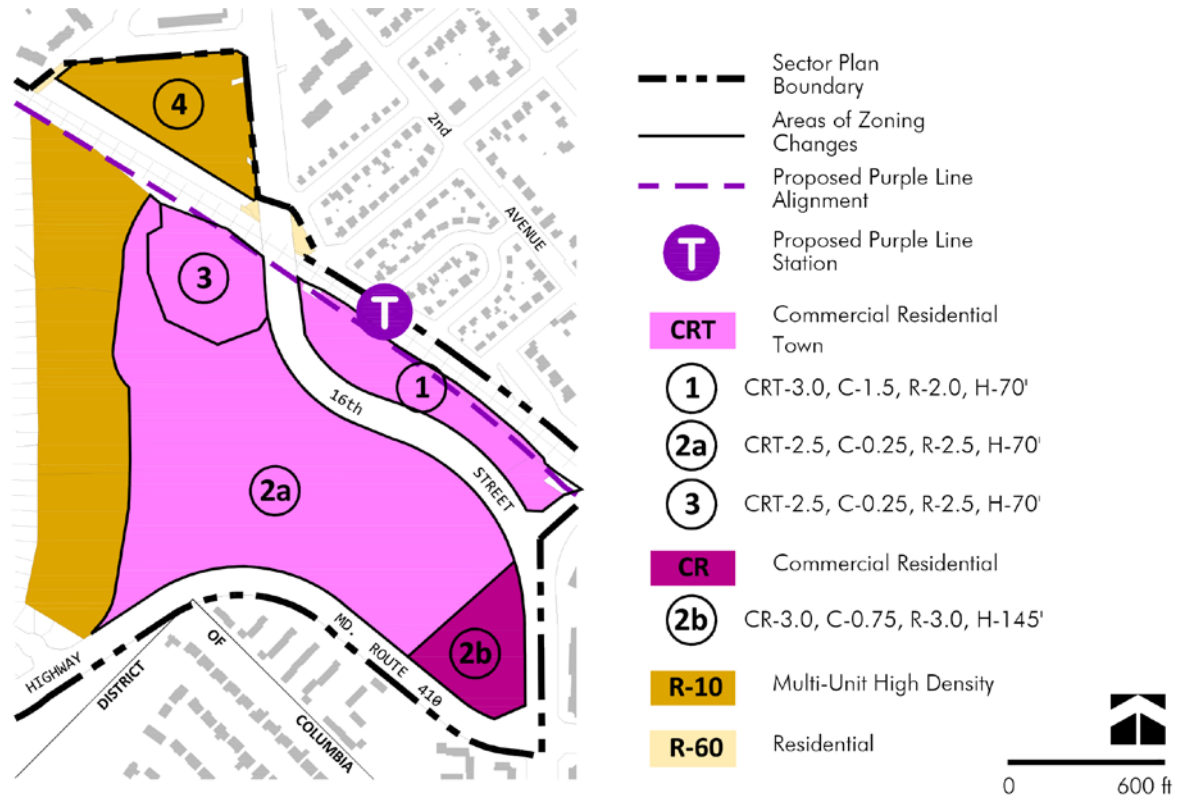 4
2nd
AVENUE
3
T
1
16th
STREET
2a
2b
MD. ROUTE 410
HIGHWAY
DISTRICT OF COLUMBIA
Sector Plan
Boundary
Areas of Zoning
Changes
Proposed Purple Line
Alignment
T
Proposed Purple Line
Station
CRT
Commercial Residential
Town
1 CRT-3.0, C-1.5, R-2.0, H-70'
2a CRT-2.5, C-0.25, R-2.5, H-70'
3 CRT-2.5, C-0.25, R-2.5, H-70'
CR Commercial Residential
2b CR-3.0, C-0.75, R-3.0, H-145'
R-10 Multi-Unit High Density
R-60 Residential
0 600 ft